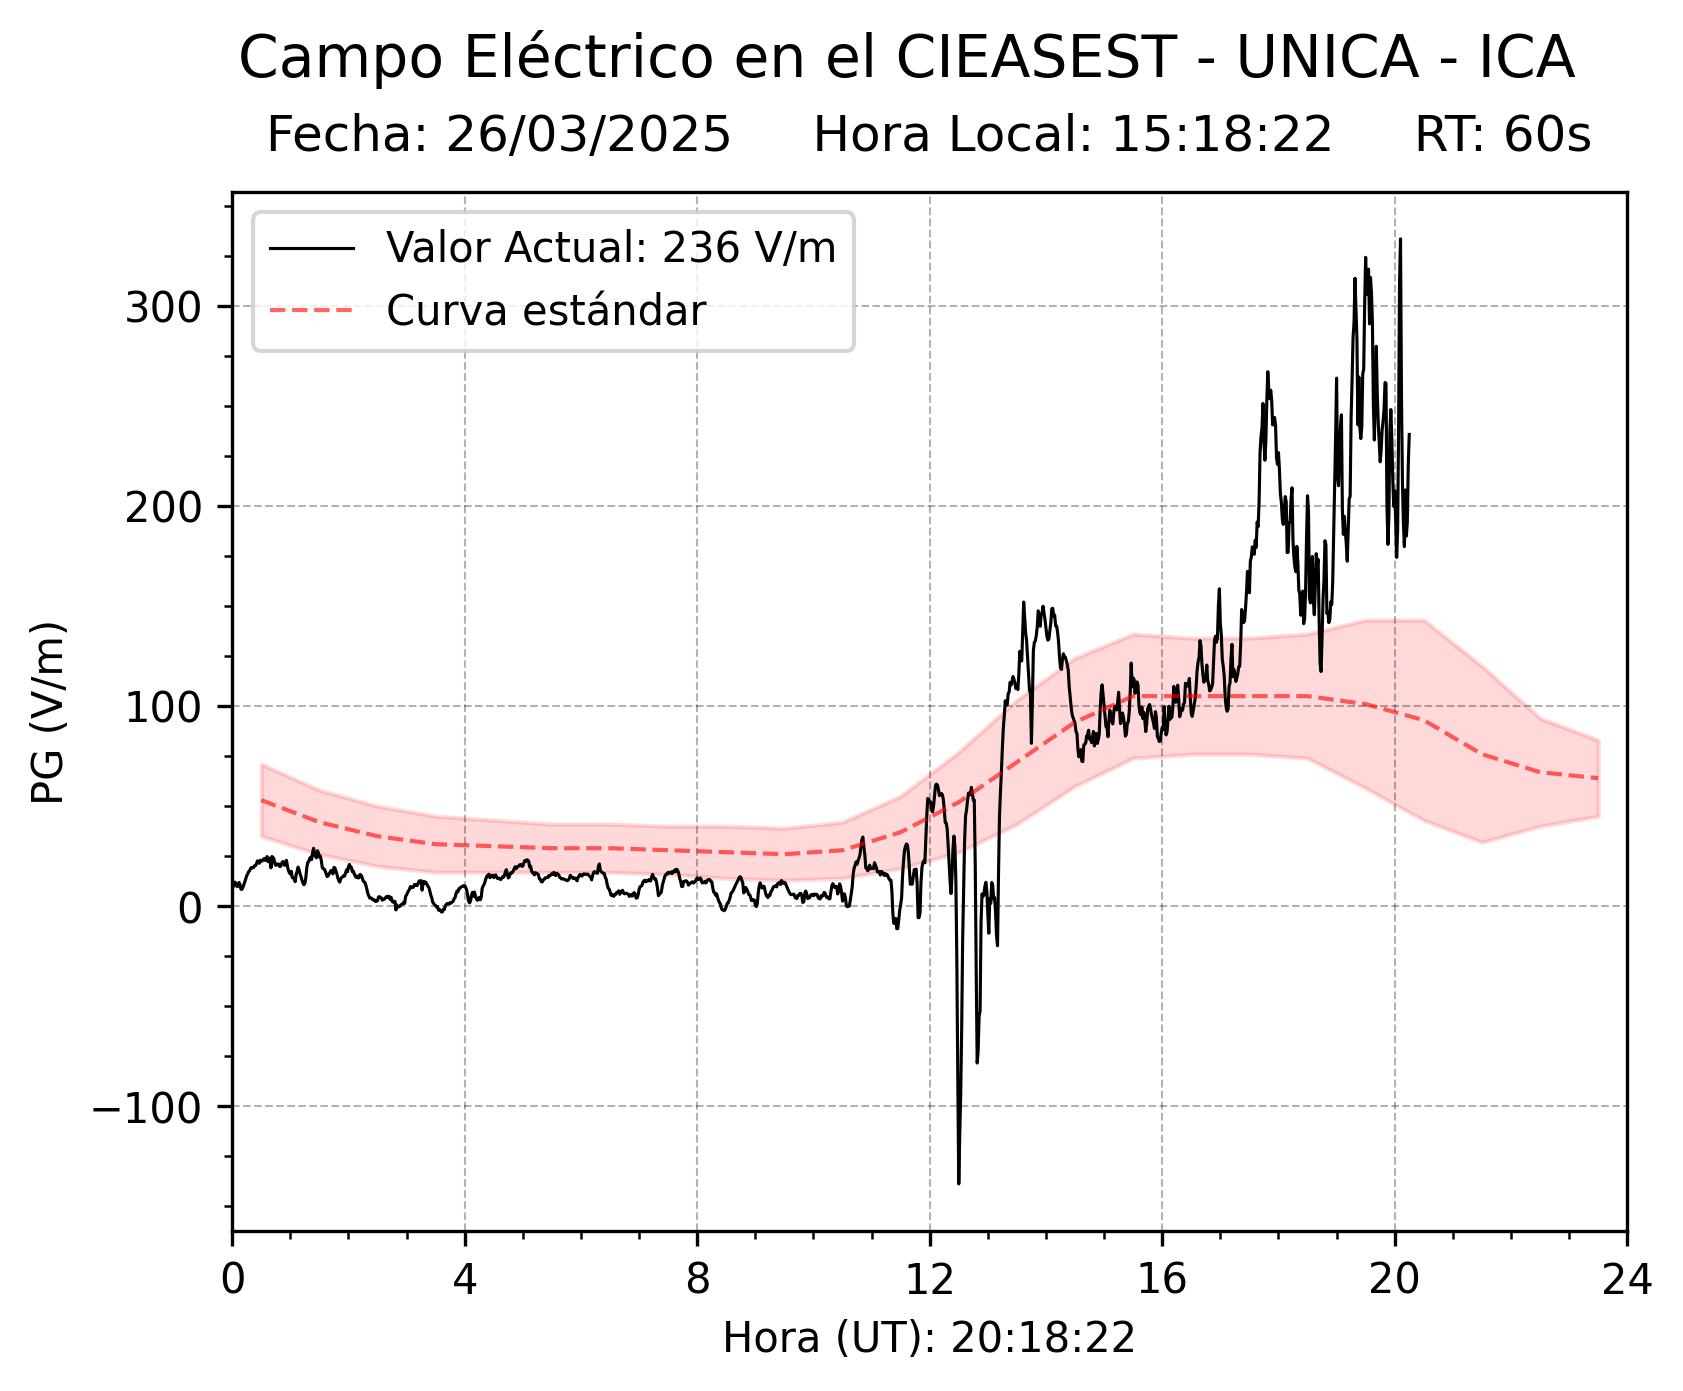 Campo Eléctrico en el CIEASEST - UNICA - ICA
Fecha: 26/03/2025 Hora Local: 15:18:22 RT: 60s
Valor Actual: 236 V/m
Curva estándar
PG (V/m)
300
200
100
0
−100
0 4 8 12 16 20 24
Hora (UT): 20:18:22